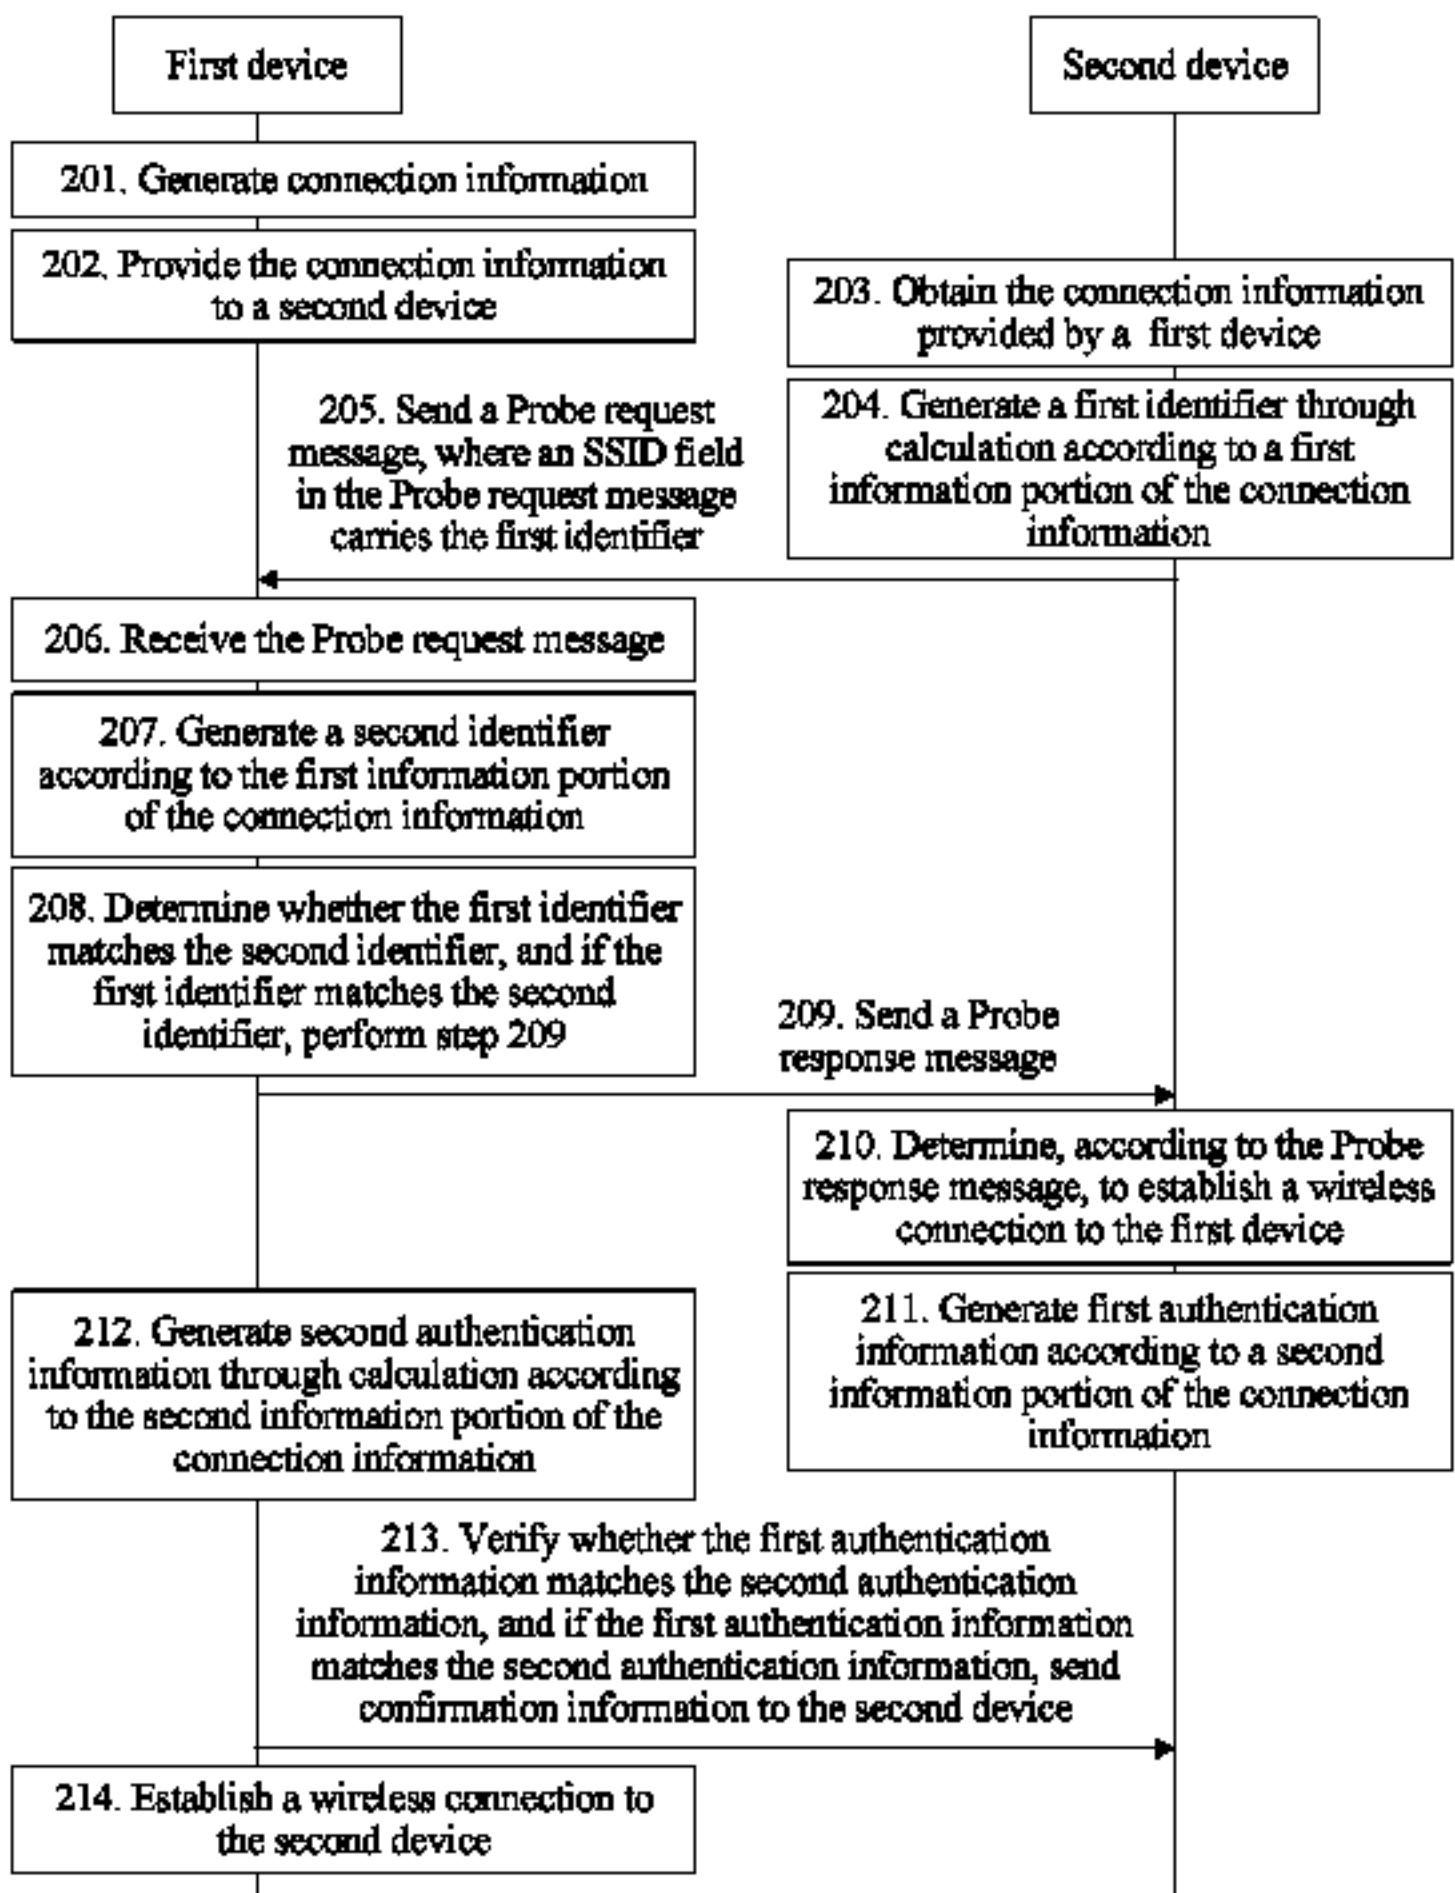 First device
Second device
201. Generate connection information
202. Provide the connection information
to a second device
203. Obtain the connection information
provided by a first device
204. Generate a first identifier through
calculation according to a first
information portion of the connection
information
205. Send a Probe request
message, where an SSID field
in the Probe request message
carries the first identifier
206. Receive the Probe request message
207. Generate a second identifier
according to the first information portion
of the connection information
208. Determine whether the first identifier
matches the second identifier, and if the
first identifier matches the second
identifier, perform step 209
209. Send a Probe
response message
210. Determine, according to the Probe
response message, to establish a wireless
connection to the first device
211. Generate first authentication
information according to a second
information portion of the connection
information
212. Generate second authentication
information through calculation according
to the second information portion of the
connection information
213. Verify whether the first authentication
information matches the second authentication
information, and if the first authentication information
matches the second authentication information, send
confirmation information to the second device
214. Establish a wireless connection to
the second device